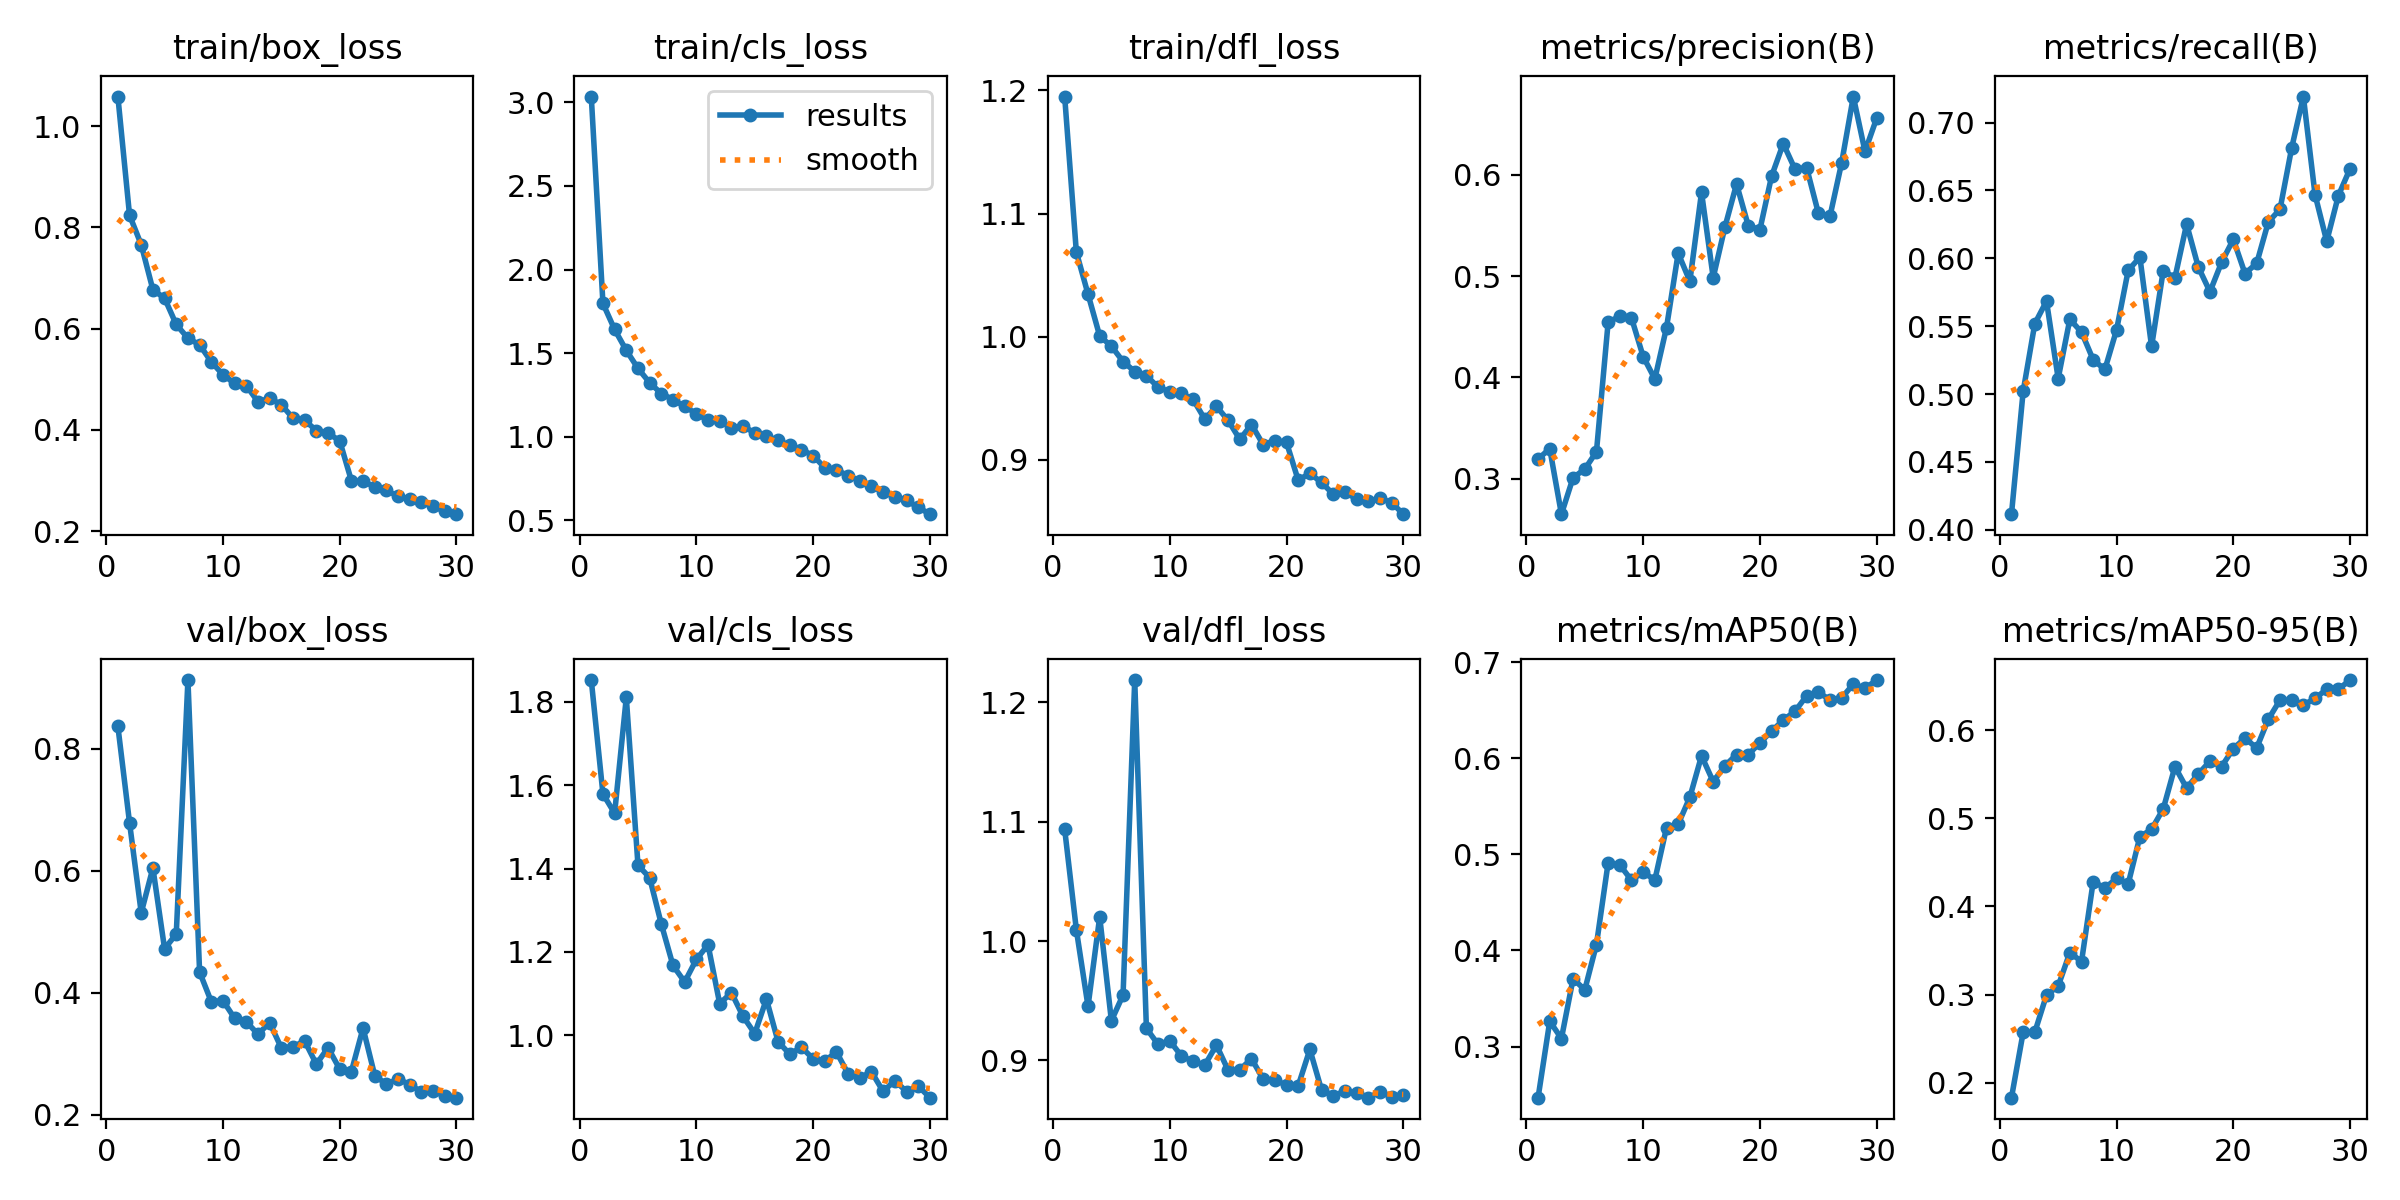 train/box_loss
1.0
0.8
0.6
0.4
0.2
0 10 20 30
train/cls_loss
results
smooth
3.0
2.5
2.0
1.5
1.0
0.5
0 10 20 30
train/dfl_loss
1.2
1.1
1.0
0.9
0 10 20 30
metrics/precision(B)
0.6
0.5
0.4
0.3
0 10 20 30
metrics/recall(B)
0.70
0.65
0.60
0.55
0.50
0.45
0.40
0 10 20 30
val/box_loss
0.8
0.6
0.4
0.2
0 10 20 30
val/cls_loss
1.8
1.6
1.4
1.2
1.0
0 10 20 30
val/dfl_loss
1.2
1.1
1.0
0.9
0 10 20 30
metrics/mAP50(B)
0.7
0.6
0.5
0.4
0.3
0 10 20 30
metrics/mAP50-95(B)
0.6
0.5
0.4
0.3
0.2
0 10 20 30